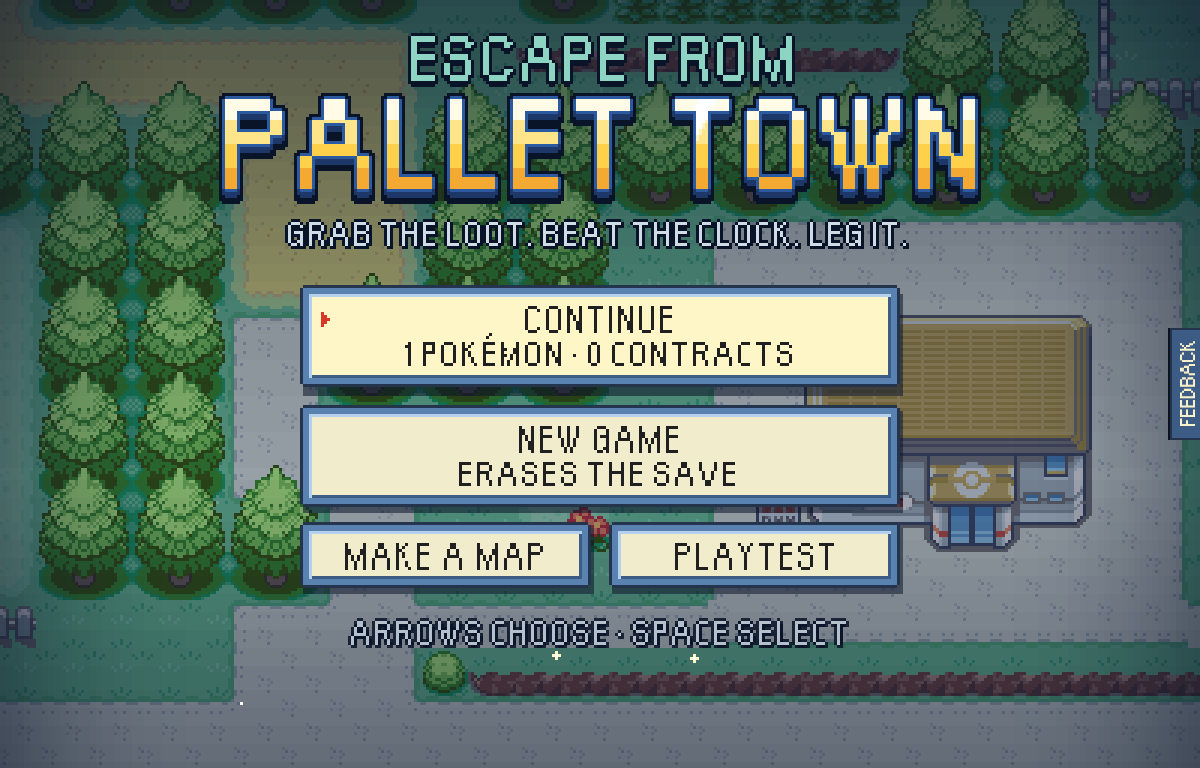 ESCAPE FROM
PALLET TOWN
GRAB THE LOOT. BEAT THE CLOCK. LEG IT.
CONTINUE
1 POKÉMON · 0 CONTRACTS
NEW GAME
ERASES THE SAVE
MAKE A MAP
PLAYTEST
ARROWS CHOOSE · SPACE SELECT
FEEDBACK